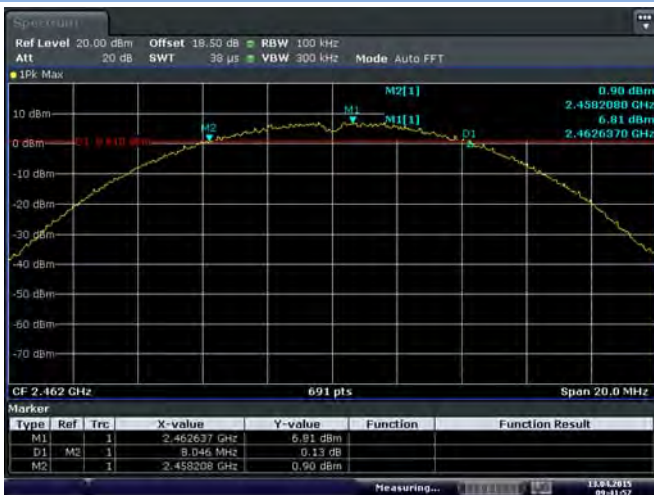 Spectrum
Ref Level 20.00 dBm Offset 18.50 dB RBW 100 kHz
Att 20 dB SWT 38 µs VBW 300 kHz Mode Auto FFT
1Pk Max
M2[1] 0.90 dBm
2.4582080 GHz
M1[1] 6.81 dBm
2.4626370 GHz
M1
M2
D1
10 dBm
0 dBm
-10 dBm
-20 dBm
-30 dBm
-40 dBm
-50 dBm
-60 dBm
-70 dBm
CF 2.462 GHz 691 pts Span 20.0 MHz
Marker
Type Ref Trc X-value Y-value Function Function Result
M1 1 2.462637 GHz 6.81 dBm
D1 M2 1 8.046 MHz 0.13 dB
M2 1 2.458208 GHz 0.90 dBm
Measuring... 13.04.2015
09:41:52